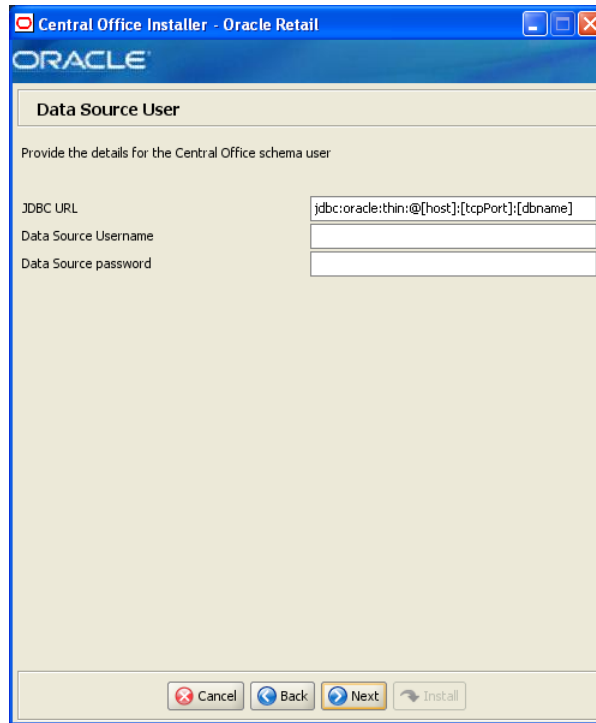 Central Office Installer - Oracle Retail
ORACLE
Data Source User
Provide the details for the Central Office schema user
JDBC URL jdbc:oracle:thin:@[host]:[tcpPort]:[dbname]
Data Source Username
Data Source password
Cancel Back Next Install